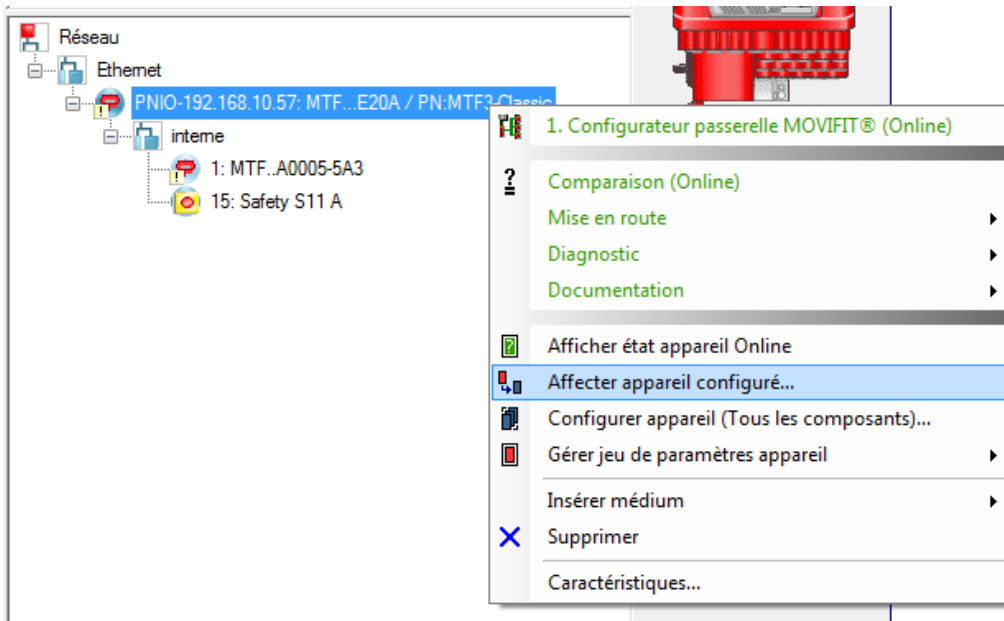 Réseau
Ethernet
PNIO-192.168.10.57: MTF...E20A / PN:MTF3-Classic
interne
1: MTF..A0005-5A3
15: Safety S11 A
1. Configurateur passerelle MOVIFIT® (Online)
Comparaison (Online)
Mise en route
Diagnostic
Documentation
Afficher état appareil Online
Affecter appareil configuré...
Configurer appareil (Tous les composants)...
Gérer jeu de paramètres appareil
Insérer médium
Supprimer
Caractéristiques...